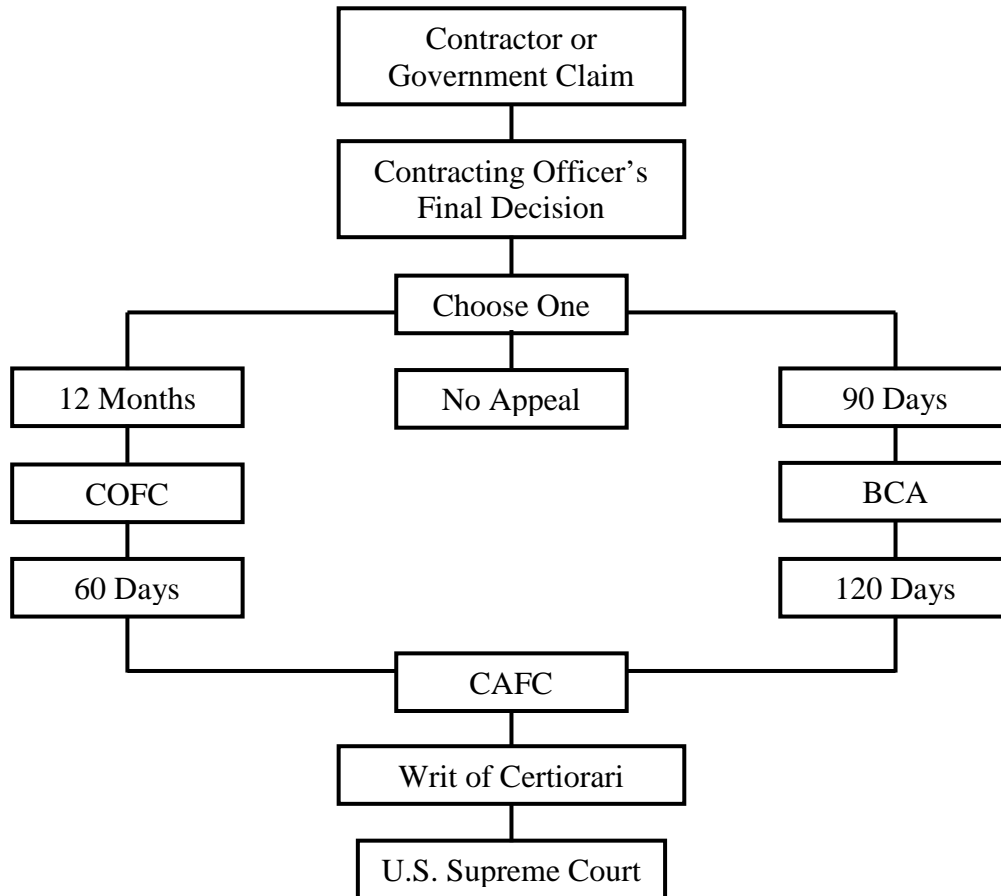 Contractor or
Government Claim
Contracting Officer’s
Final Decision
Choose One
12 Months
No Appeal
90 Days
COFC
BCA
60 Days
120 Days
CAFC
Writ of Certiorari
U.S. Supreme Court